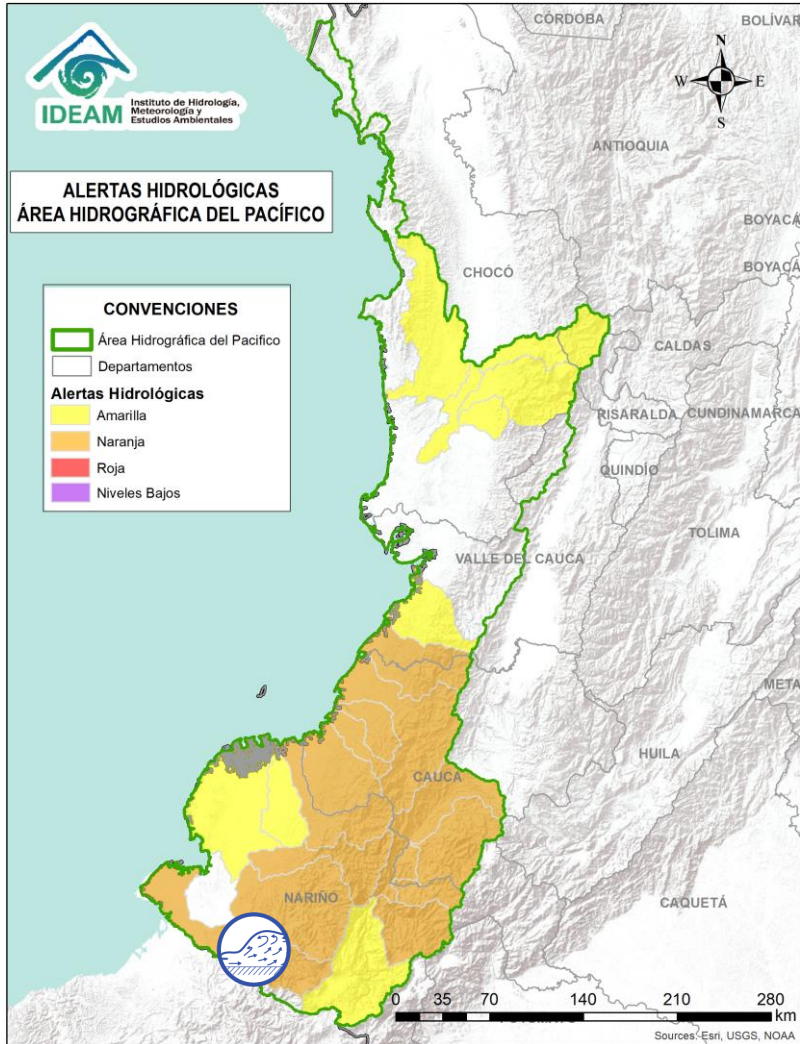 IDEAM
Instituto de Hidrología,
Meteorología y
Estudios Ambientales
ALERTAS HIDROLÓGICAS
ÁREA HIDROGRÁFICA DEL PACÍFICO
CONVENCIONES
Área Hidrográfica del Pacifico
Departamentos
Alertas Hidrológicas
Amarilla
Naranja
Roja
Niveles Bajos
N
W
E
S
CÓRDOBA
BOLÍVAR
ANTIOQUIA
BOYACÁ
CHOCÓ
BOYACÁ
CALDAS
RISARALDA
CUNDINAMARCA
QUINDÍO
TOLIMA
VALLE DEL CAUCA
META
HUILA
CAUCA
NARIÑO
CAQUETÁ
0 35 70 140 210 280
km
Sources: Esri, USGS, NOAA